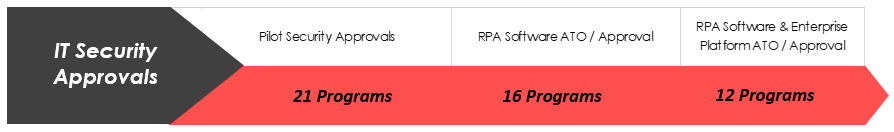 IT Security
Approvals
Pilot Security Approvals
RPA Software ATO / Approval
RPA Software & Enterprise
Platform ATO / Approval
21 Programs
16 Programs
12 Programs